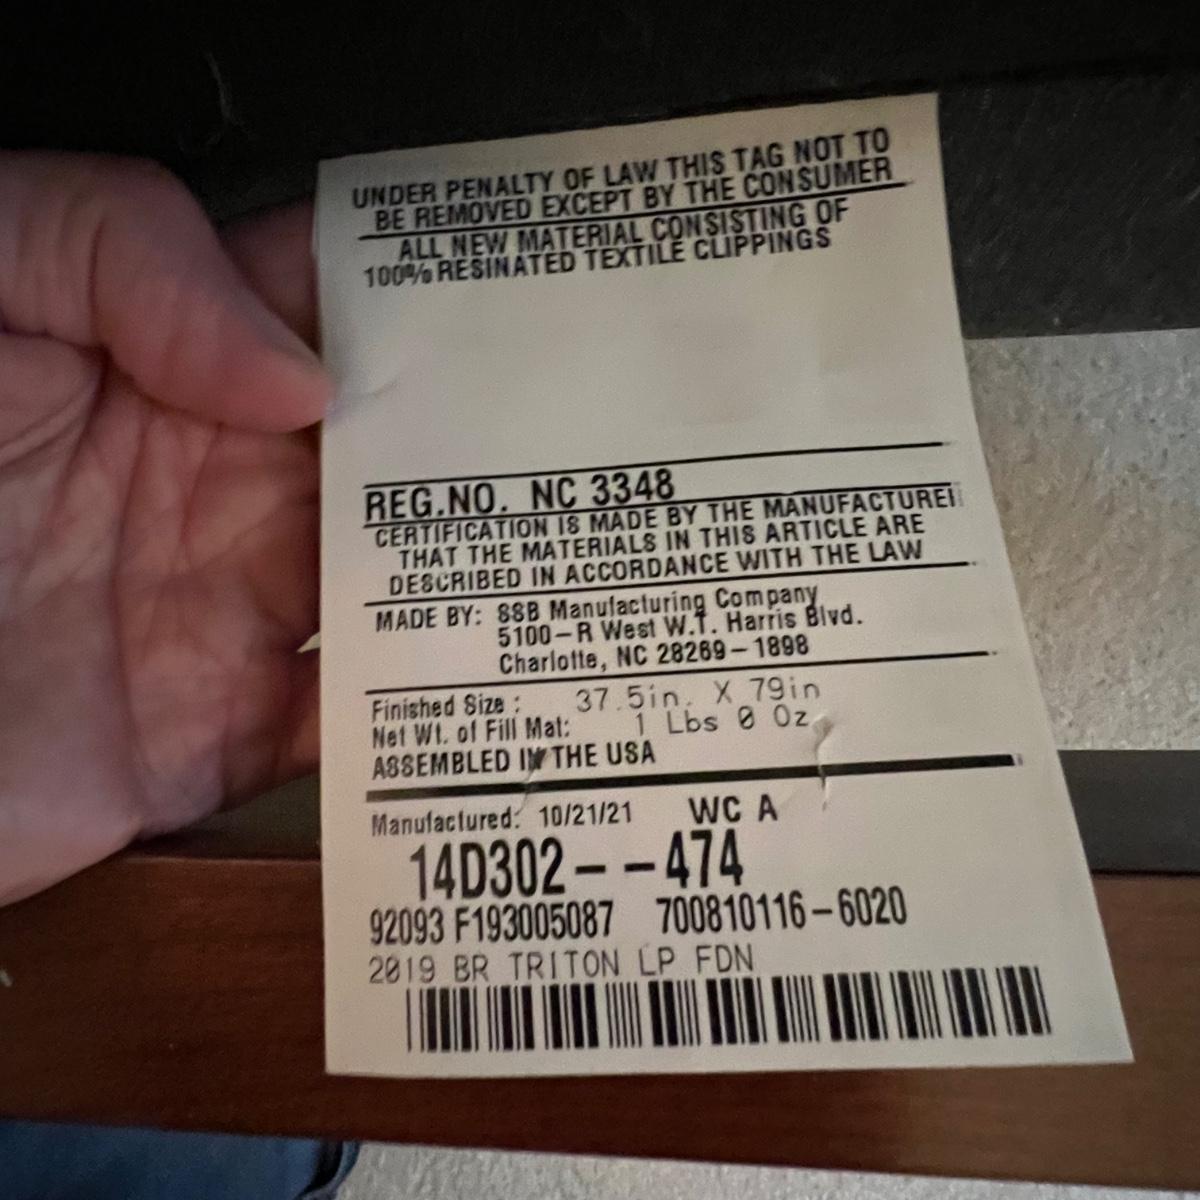 UNDER PENALTY OF LAW THIS TAG NOT TO
BE REMOVED EXCEPT BY THE CONSUMER
ALL NEW MATERIAL CONSISTING OF
100% RESINATED TEXTILE CLIPPINGS
REG.NO. NC 3348
CERTIFICATION IS MADE BY THE MANUFACTURER
THAT THE MATERIALS IN THIS ARTICLE ARE
DESCRIBED IN ACCORDANCE WITH THE LAW
MADE BY: SSB Manufacturing Company
5100-R West W.T. Harris Blvd.
Charlotte, NC 28269-1898
Finished Size : 37.5in. X 79in
Net Wt. of Fill Mat: 1 Lbs 0 Oz
ASSEMBLED IN THE USA
Manufactured: 10/21/21 WC A
14D302--474
92093 F193005087 700810116-6020
2019 BR TRITON LP FDN